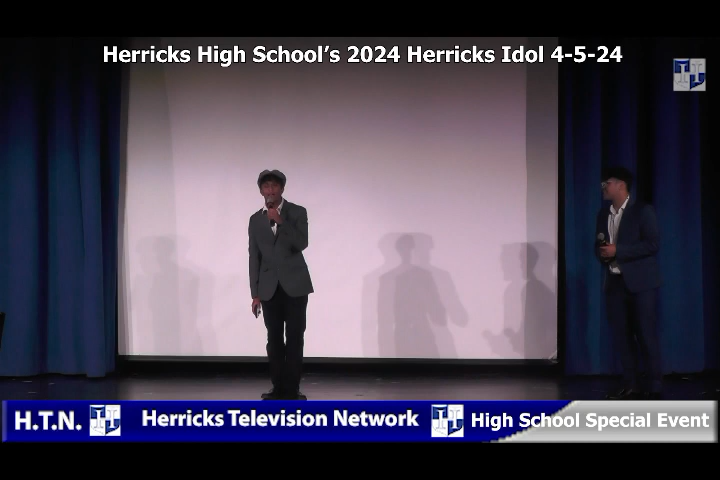 Herricks High School's 2024 Herricks Idol 4-5-24
H.T.N. Herricks Television Network High School Special Event